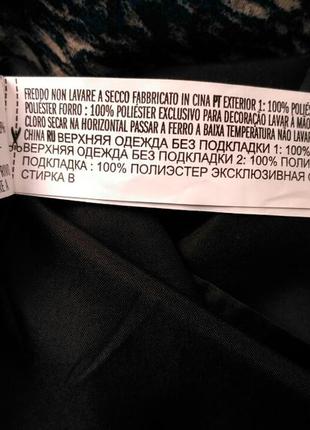 FREDDO NON LAVARE A SECCO FABBRICATO IN CINA PT EXTERIOR 1: 100% POLIÉ
POLIÉSTER FORRO : 100% POLIÉSTER EXCLUSIVO PARA DECORAÇÃO LAVAR À MÃO
CLORO SECAR NA HORIZONTAL PASSAR A FERRO A BAIXA TEMPERATURA NÃO LAVAR
CHINA RU ВЕРХНЯЯ ОДЕЖДА БЕЗ ПОДКЛАДКИ 1: 100%
ВЕРХНЯЯ ОДЕЖДА БЕЗ ПОДКЛАДКИ 2: 100% ПОЛИ
ПОДКЛАДКА : 100% ПОЛИЭСТЕР ЭКСКЛЮЗИВНАЯ О
СТИРКА В